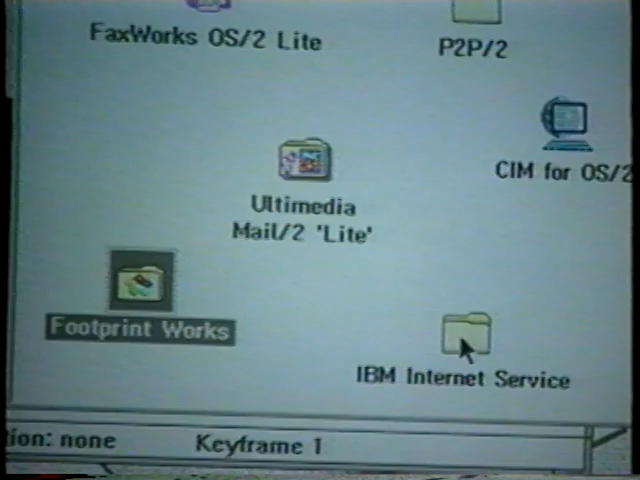 FaxWorks OS/2 Lite
P2P/2
CIM for OS/2
Ultimedia
Mail/2 'Lite'
Footprint Works
IBM Internet Service
tion: none
Keyframe 1